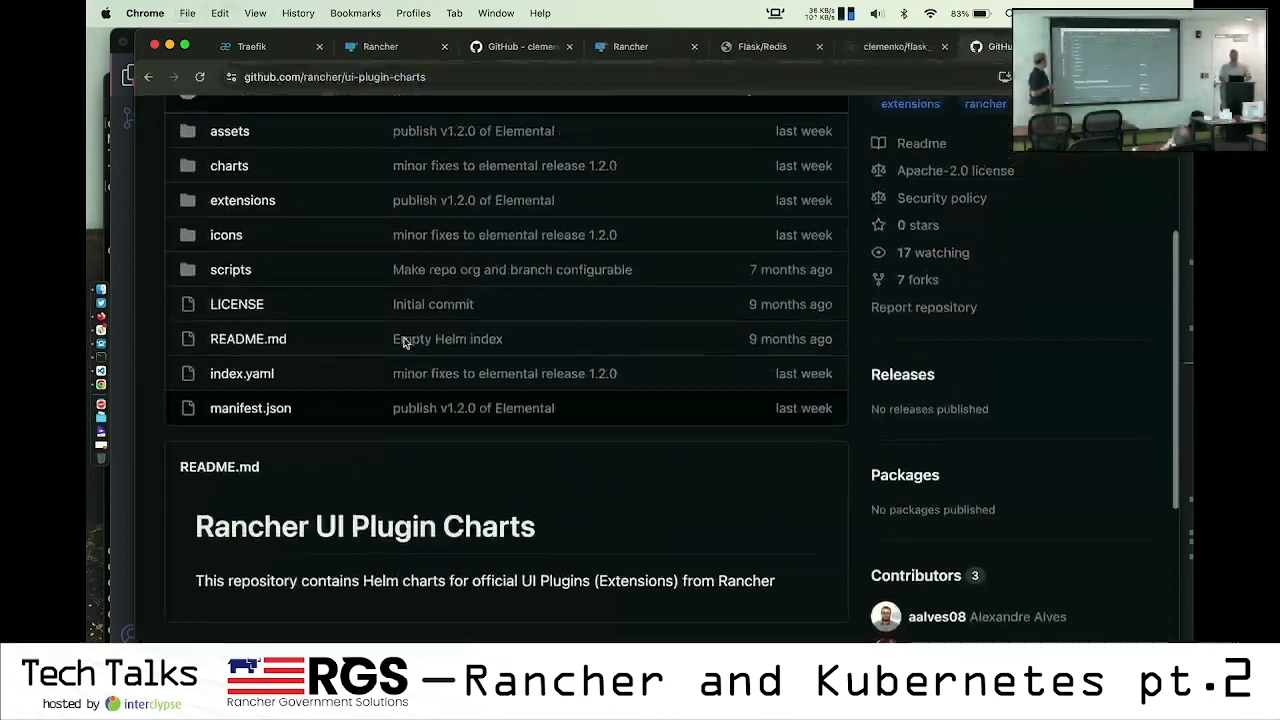 Chrome File Edit View History Bookmarks Profiles Tab Window 83%
Traefik Flask/Redis clemenko/flask_ GitHu
github.com/rancher/ui-plugin-charts
extensions rancher
assets publish v1.2.0 of Elemental last week
charts minor fixes to elemental release 1.2.0 last week
extensions publish v1.2.0 of Elemental last week
icons minor fixes to elemental release 1.2.0 last week
scripts Make repo org and branch configurable 7 months ago
LICENSE Initial commit 9 months ago
README.md Empty Helm index 9 months ago
index.yaml minor fixes to elemental release 1.2.0 last week
manifest.json publish v1.2.0 of Elemental last week
Readme
Apache-2.0 license
Security policy
0 stars
17 watching
7 forks
Report repository
Releases
No releases published
Packages
No packages published
Contributors 3
aalves08 Alexandre Alves
README.md
Rancher UI Plugin Charts
This repository contains Helm charts for official UI Plugins (Extensions) from Rancher
Tech Talks
hosted by interclypse
RGS
Rancher Government Solutions
—Rancher and Kubernetes pt.2